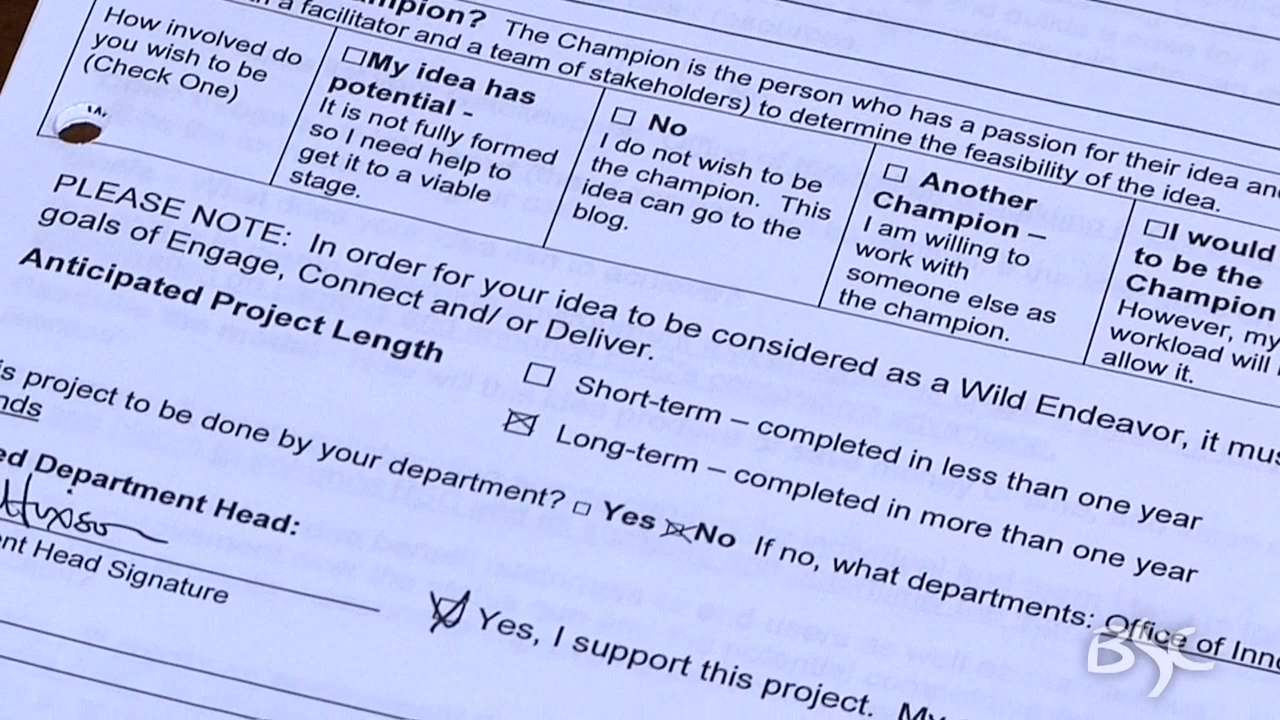 Champion? The Champion is the person who has a passion for their idea and
a facilitator and a team of stakeholders) to determine the feasibility of the idea.
How involved do
you wish to be
(Check One)
My idea has
potential -
It is not fully formed
so I need help to
get it to a viable
stage.
No
I do not wish to be
the champion. This
idea can go to the
blog.
Another
Champion -
I am willing to
work with
someone else as
the champion.
I would
to be the
Champion
However, my
workload will
allow it.
PLEASE NOTE: In order for your idea to be considered as a Wild Endeavor, it must
goals of Engage, Connect and/ or Deliver.
Anticipated Project Length
Short-term – completed in less than one year
Long-term – completed in more than one year
project to be done by your department? Yes No If no, what departments: Office of
Department Head:
Head Signature
Yes, I support this project. My
BSC